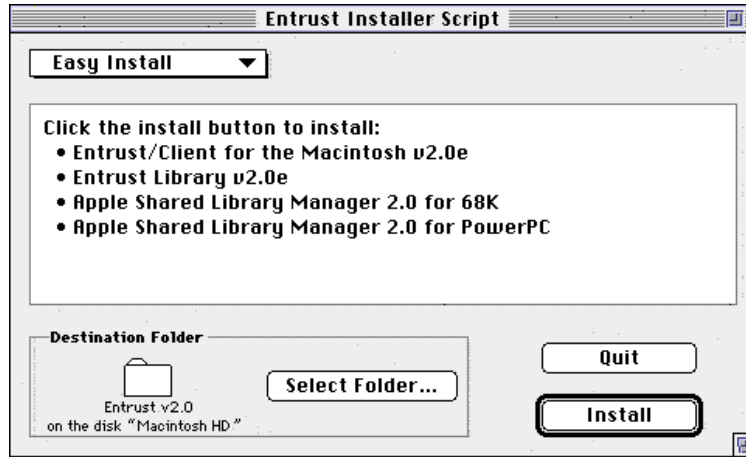 Entrust Installer Script
Easy Install
Click the install button to install:
• Entrust/Client for the Macintosh v2.0e
• Entrust Library v2.0e
• Apple Shared Library Manager 2.0 for 68K
• Apple Shared Library Manager 2.0 for PowerPC
Destination Folder
Entrust v2.0
on the disk “Macintosh HD”
Select Folder...
Quit
Install